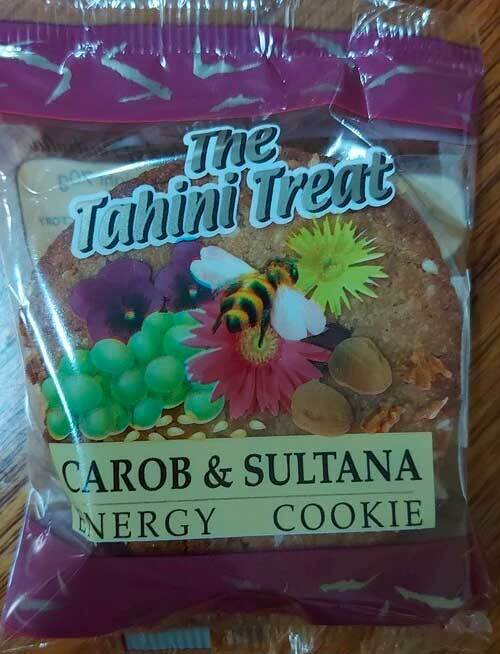 The
Tahini Treat
CAROB & SULTANA
ENERGY COOKIE